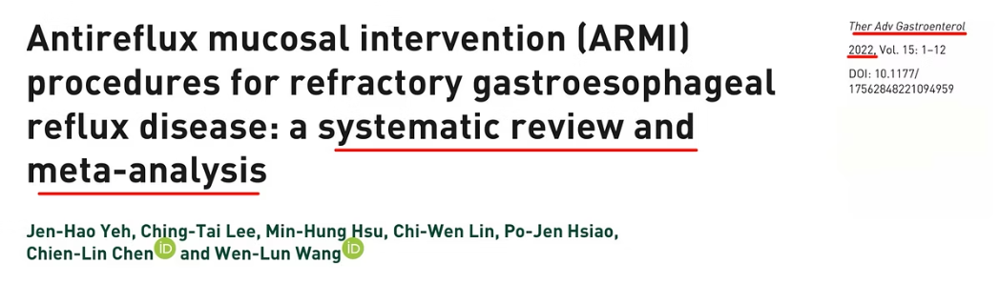 Antireflux mucosal intervention (ARMI)
procedures for refractory gastroesophageal
reflux disease: a systematic review and
meta-analysis
Jen-Hao Yeh, Ching-Tai Lee, Min-Hung Hsu, Chi-Wen Lin, Po-Jen Hsiao,
Chien-Lin Chen iD and Wen-Lun Wang iD
Ther Adv Gastroenterol
2022, Vol. 15: 1–12
DOI: 10.1177/
17562848221094959